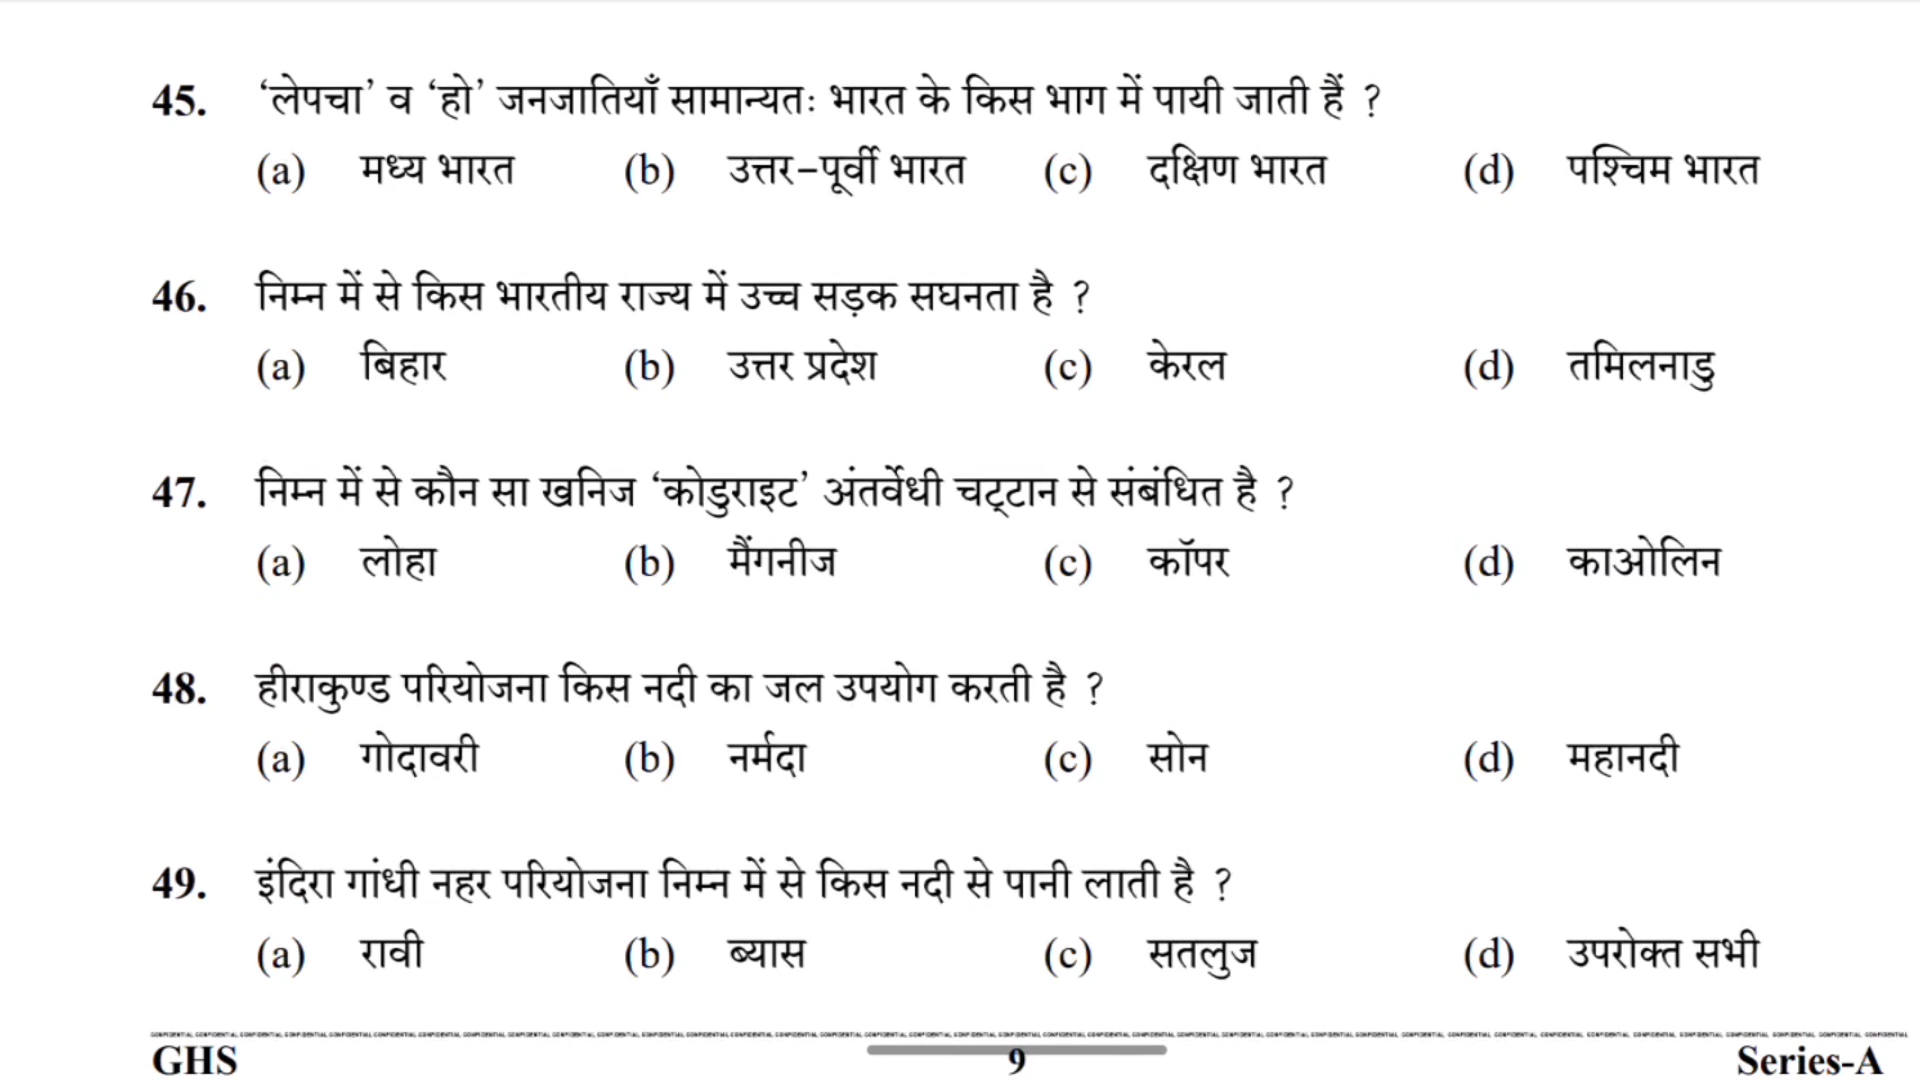 45. ‘लेपचा’ व ‘हो’ जनजातियाँ सामान्यतः भारत के किस भाग में पायी जाती हैं ?
(a) मध्य भारत (b) उत्तर–पूर्वी भारत (c) दक्षिण भारत (d) पश्चिम भारत
46. निम्न में से किस भारतीय राज्य में उच्च सड़क सघनता है ?
(a) बिहार (b) उत्तर प्रदेश (c) केरल (d) तमिलनाडु
47. निम्न में से कौन सा खनिज ‘कोडुराइट’ अंतर्वेधी चट्टान से संबंधित है ?
(a) लोहा (b) मैंगनीज (c) कॉपर (d) काओलिन
48. हीराकुण्ड परियोजना किस नदी का जल उपयोग करती है ?
(a) गोदावरी (b) नर्मदा (c) सोन (d) महानदी
49. इंदिरा गांधी नहर परियोजना निम्न में से किस नदी से पानी लाती है ?
(a) रावी (b) ब्यास (c) सतलुज (d) उपरोक्त सभी
GHS 9 Series-A